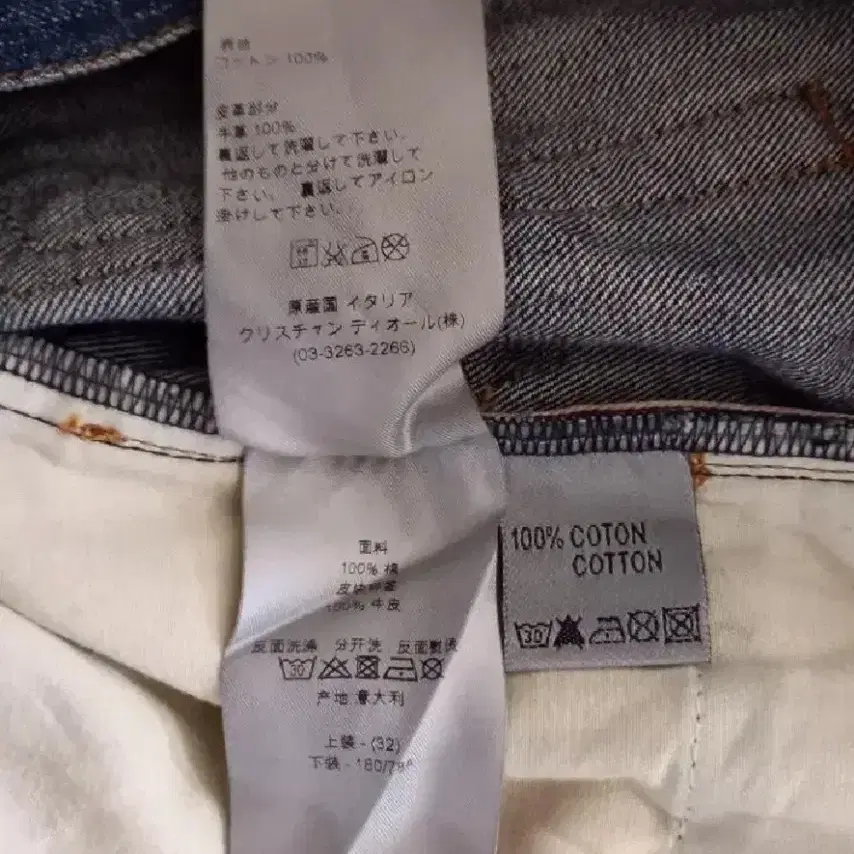 表地
コットン 100%
皮革部分
牛革 100%
裏返して洗濯して下さい。
他のものと分けて洗濯して
下さい。 裏返してアイロン
掛けして下さい。
原産国 イタリア
クリスチャン ディオール(株)
(03-3263-2266)
面料
100% 棉
100% 牛皮
反面洗涤 分开洗 反面熨烫
30
产地 意大利
上装 - (32)
下装 - 180/78A
100% COTON
COTTON
30